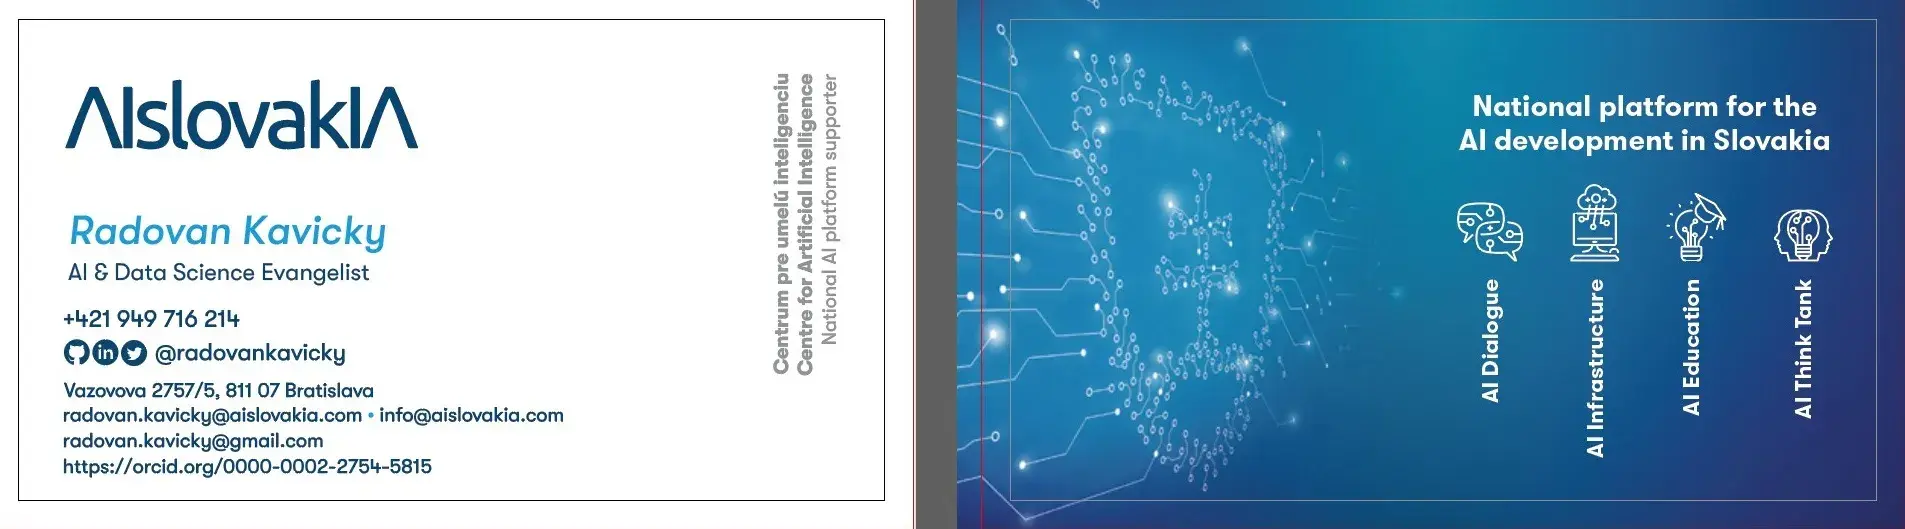 AIslovakIA
Radovan Kavicky
AI & Data Science Evangelist
+421 949 716 214
in @radovankavicky
Vazovova 2757/5, 811 07 Bratislava
radovan.kavicky@aislovakia.com • info@aislovakia.com
radovan.kavicky@gmail.com
https://orcid.org/0000-0002-2754-5815
Centrum pre umelú inteligenciu
Centre for Artificial Intelligence
National AI platform supporter
National platform for the
AI development in Slovakia
AI Dialogue
AI Infrastructure
AI Education
AI Think Tank